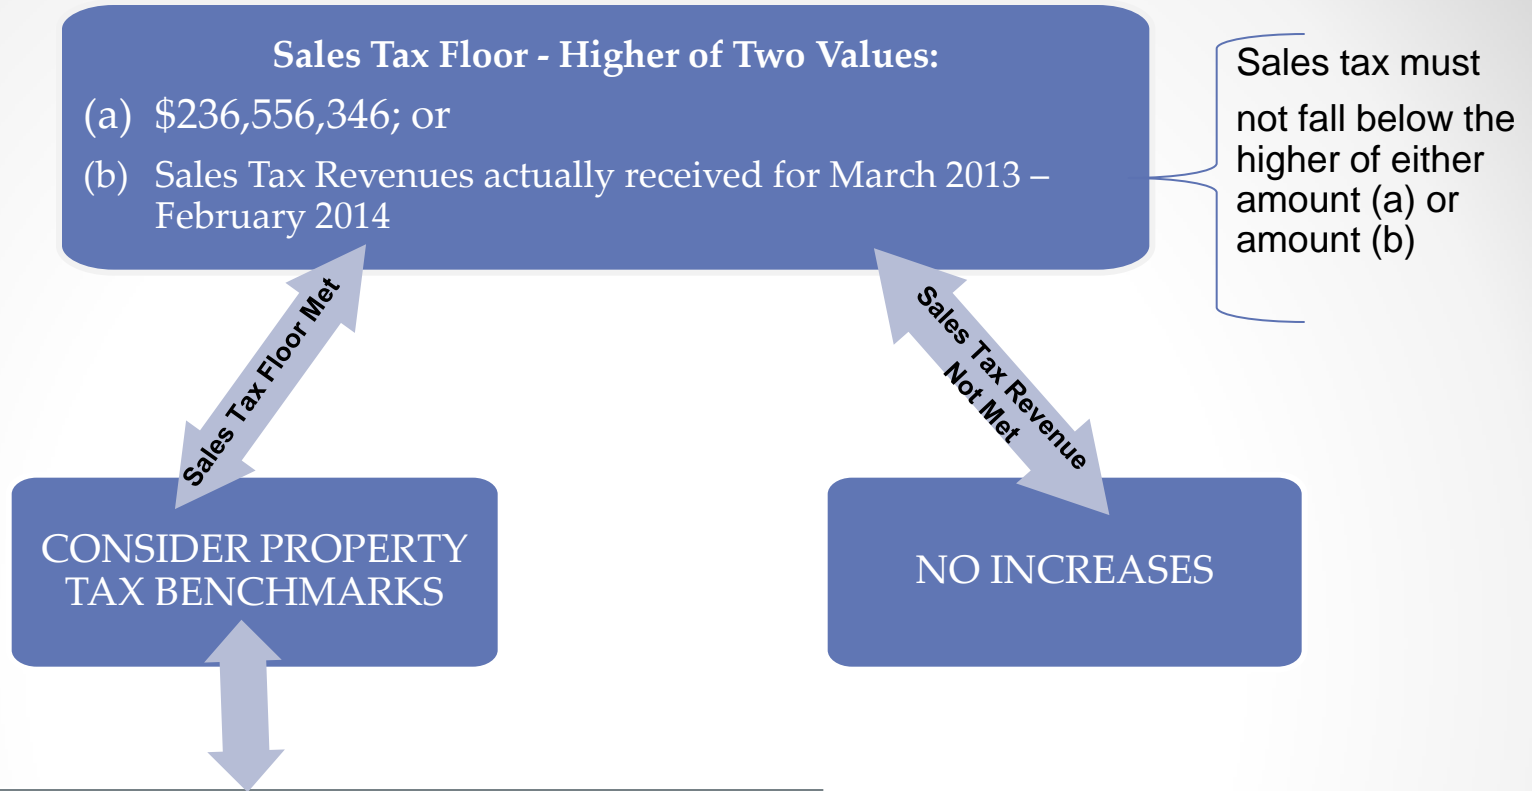 Sales Tax Floor - Higher of Two Values:
(a) $236,556,346; or
(b) Sales Tax Revenues actually received for March 2013 –
February 2014
Sales tax must
not fall below the
higher of either
amount (a) or
amount (b)
Sales Tax Floor Met
Sales Tax Revenue
Not Met
CONSIDER PROPERTY
TAX BENCHMARKS
NO INCREASES